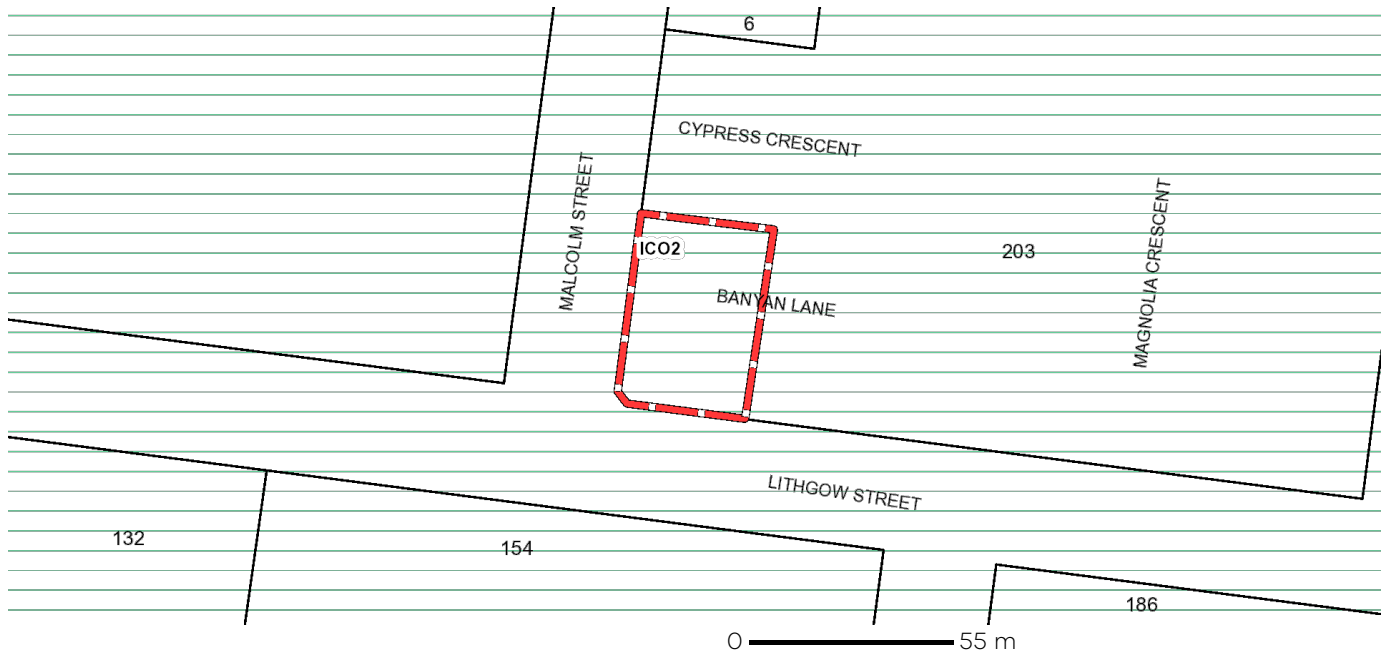 6
CYPRESS CRESCENT
MALCOLM STREET
ICO2
203
MAGNOLIA CRESCENT
BANYAN LANE
LITHGOW STREET
132
154
186
0 55 m